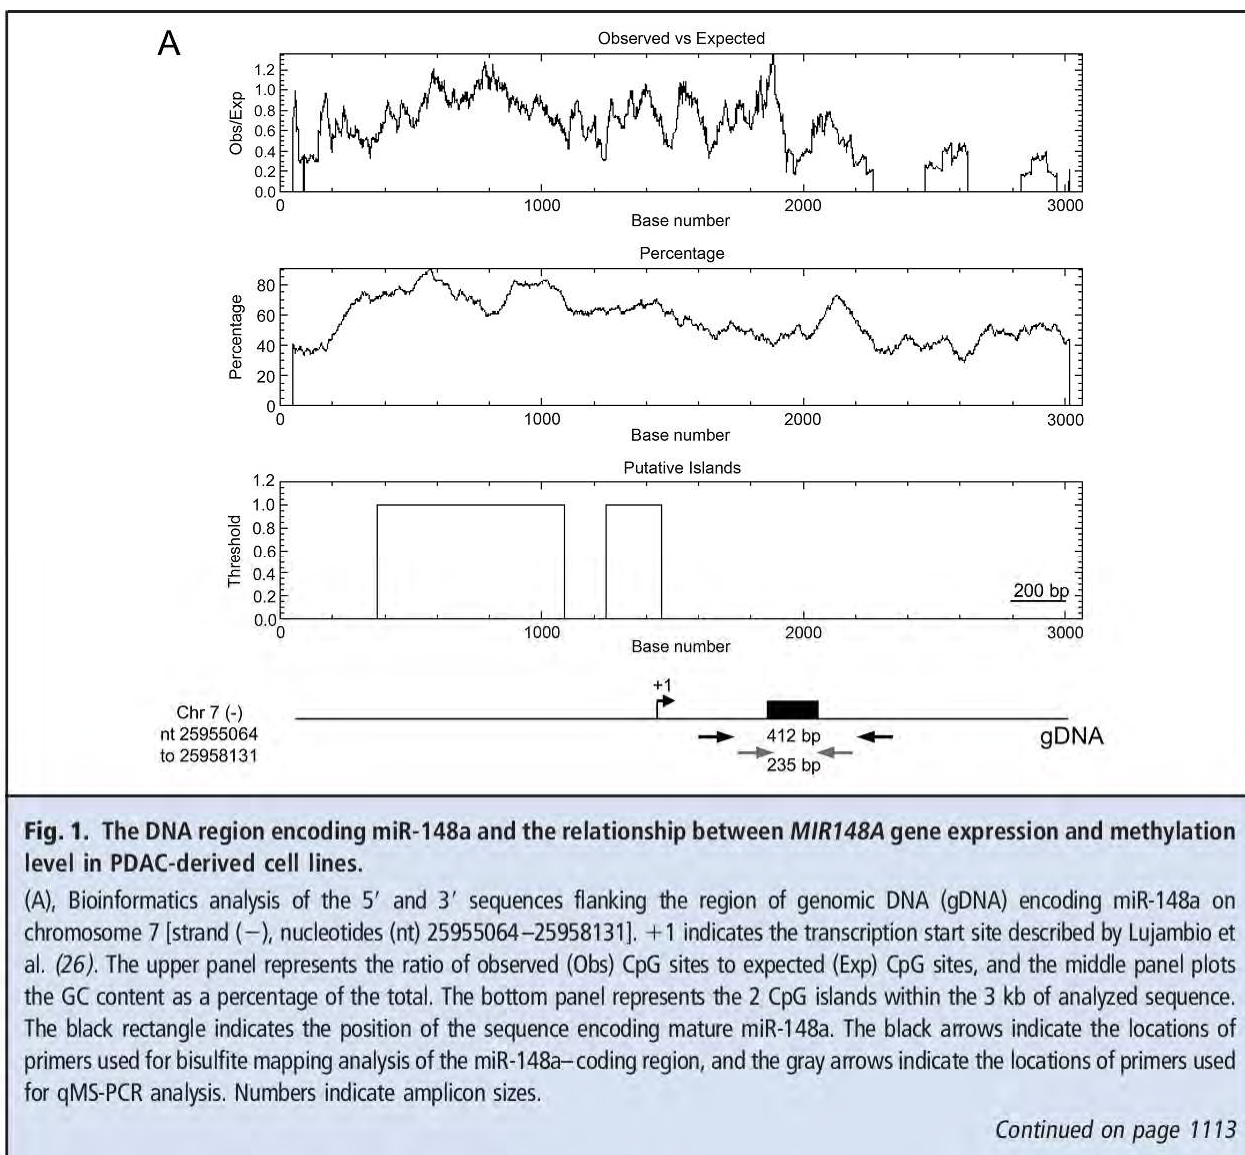 A
Observed vs Expected
Obs/Exp
1.2
1.0
0.8
0.6
0.4
0.2
0.0
0 1000 2000 3000
Base number
Percentage
Percentage
80
60
40
20
0
0 1000 2000 3000
Base number
Putative Islands
Threshold
1.2
1.0
0.8
0.6
0.4
0.2
0.0
200 bp
0 1000 2000 3000
Base number
+1
Chr 7 (-)
nt 25955064
to 25958131
412 bp
235 bp
gDNA
Fig. 1. The DNA region encoding miR-148a and the relationship between MIR148A gene expression and methylation
level in PDAC-derived cell lines.
(A), Bioinformatics analysis of the 5′ and 3′ sequences flanking the region of genomic DNA (gDNA) encoding miR-148a on
chromosome 7 [strand (−), nucleotides (nt) 25955064–25958131]. +1 indicates the transcription start site described by Lujambio et
al. (26). The upper panel represents the ratio of observed (Obs) CpG sites to expected (Exp) CpG sites, and the middle panel plots
the GC content as a percentage of the total. The bottom panel represents the 2 CpG islands within the 3 kb of analyzed sequence.
The black rectangle indicates the position of the sequence encoding mature miR-148a. The black arrows indicate the locations of
primers used for bisulfite mapping analysis of the miR-148a–coding region, and the gray arrows indicate the locations of primers used
for qMS-PCR analysis. Numbers indicate amplicon sizes.
Continued on page 1113